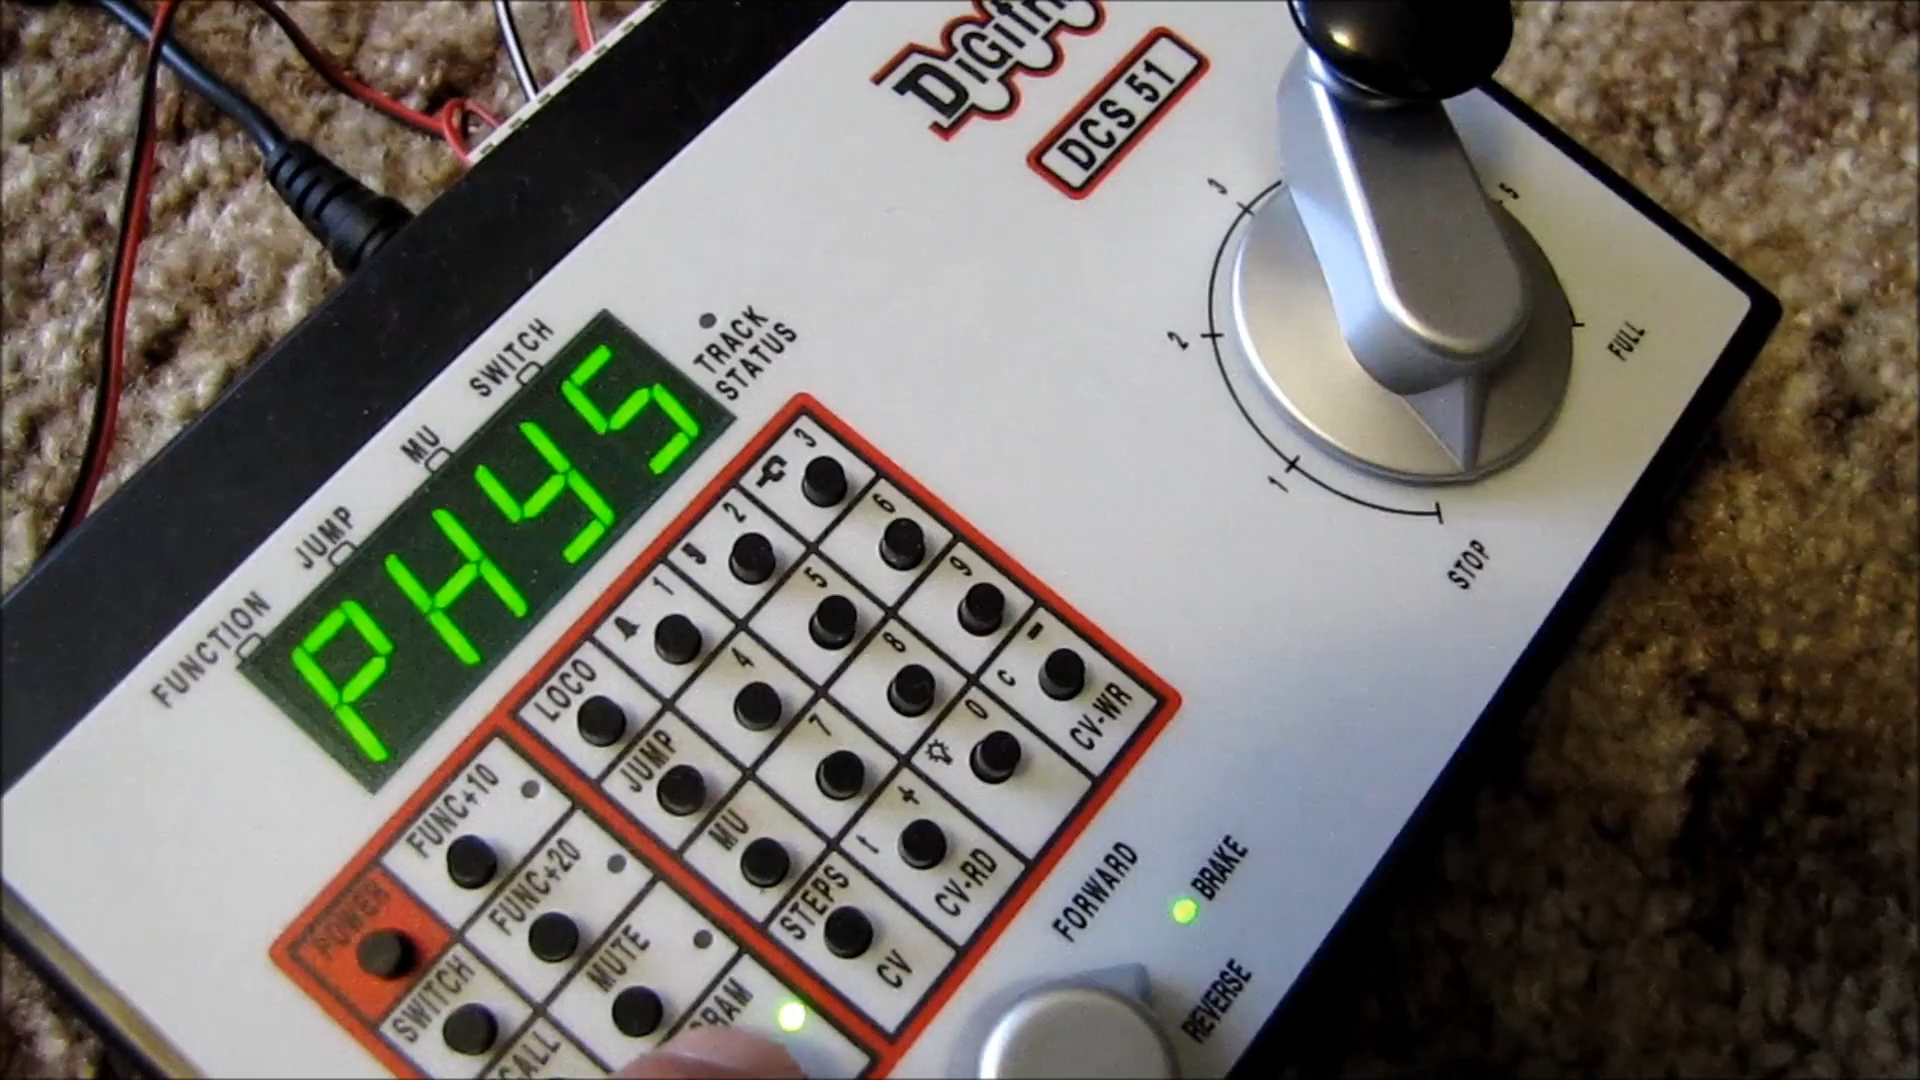 DCS 51
3
5
2
FULL
1
STOP
TRACK
STATUS
SWITCH
MU
JUMP
FUNCTION
PHYS
3
2
6
1
5
9
LOCO
4
8
-
c
CV-WR
JUMP
7
0
MU
+
t
CV-RD
STEPS
CV
FUNC+10
FUNC+20
MUTE
POWER
SWITCH
FORWARD
BRAKE
REVERSE